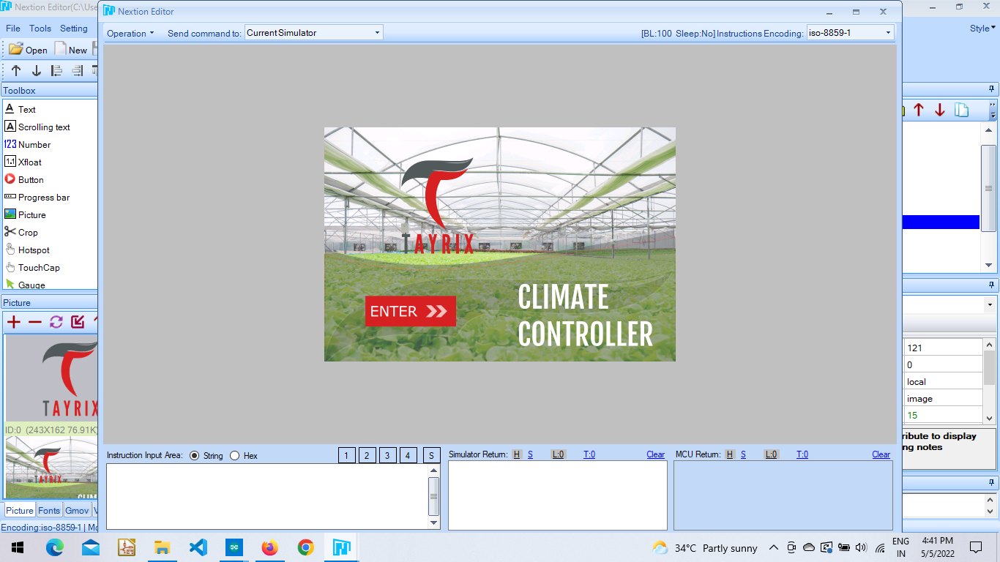 Nextion Editor(C:\Use
Nextion Editor
File Tools Setting
Operation Send command to: Current Simulator
[BL:100 Sleep:No] Instructions Encoding: iso-8859-1
Style
Open New
Toolbox
Text
Scrolling text
Number
Xfloat
Button
Progress bar
Picture
Crop
Hotspot
TouchCap
Gauge
Picture
TAYRIX
ID:0 (243X162 76.91K)
TAYRIX
CLIM
Picture Fonts Gmov V
Encoding:iso-8859-1 | Mo
TAYRIX
ENTER
CLIMATE
CONTROLLER
121
0
local
image
15
ribute to display
ng notes
Instruction Input Area: String Hex 1 2 3 4 S
Simulator Return: H S L:0 T:0 Clear
MCU Return: H S L:0 T:0 Clear
34°C Partly sunny
ENG
IN
4:41 PM
5/5/2022